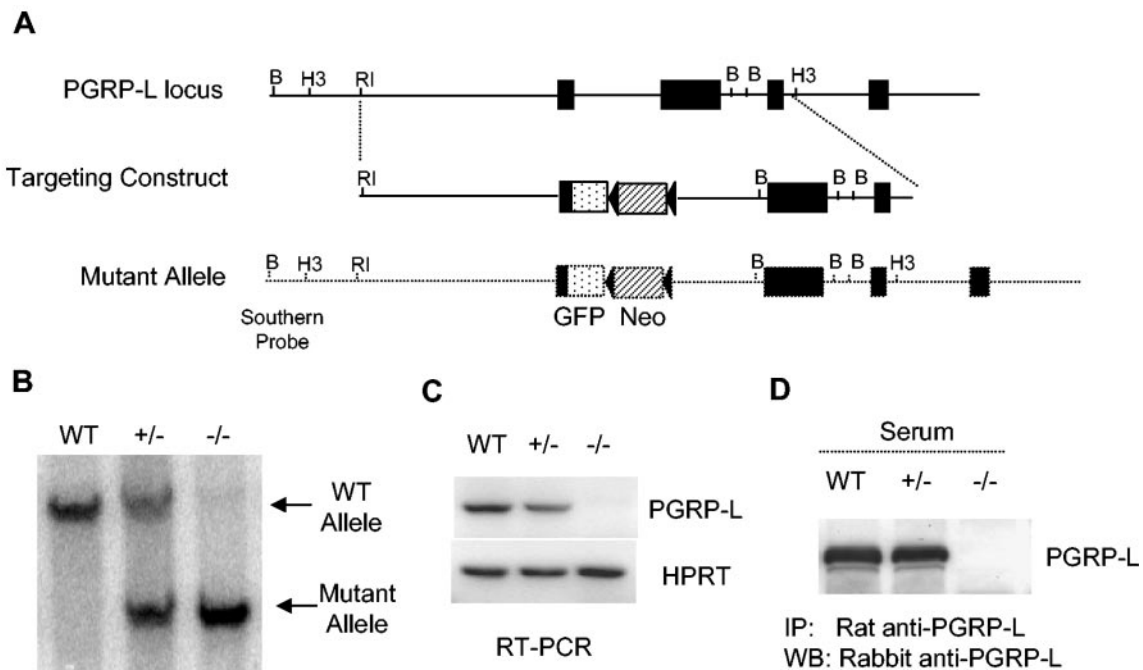 A
B H3 RI B B H3
PGRP-L locus
Targeting Construct
RI B B B
Mutant Allele
B H3 RI B B B H3
Southern
Probe
GFP Neo
B
WT +/- -/-
WT
Allele
Mutant
Allele
C
WT +/- -/-
PGRP-L
HPRT
RT-PCR
D
Serum
WT +/- -/-
PGRP-L
IP: Rat anti-PGRP-L
WB: Rabbit anti-PGRP-L